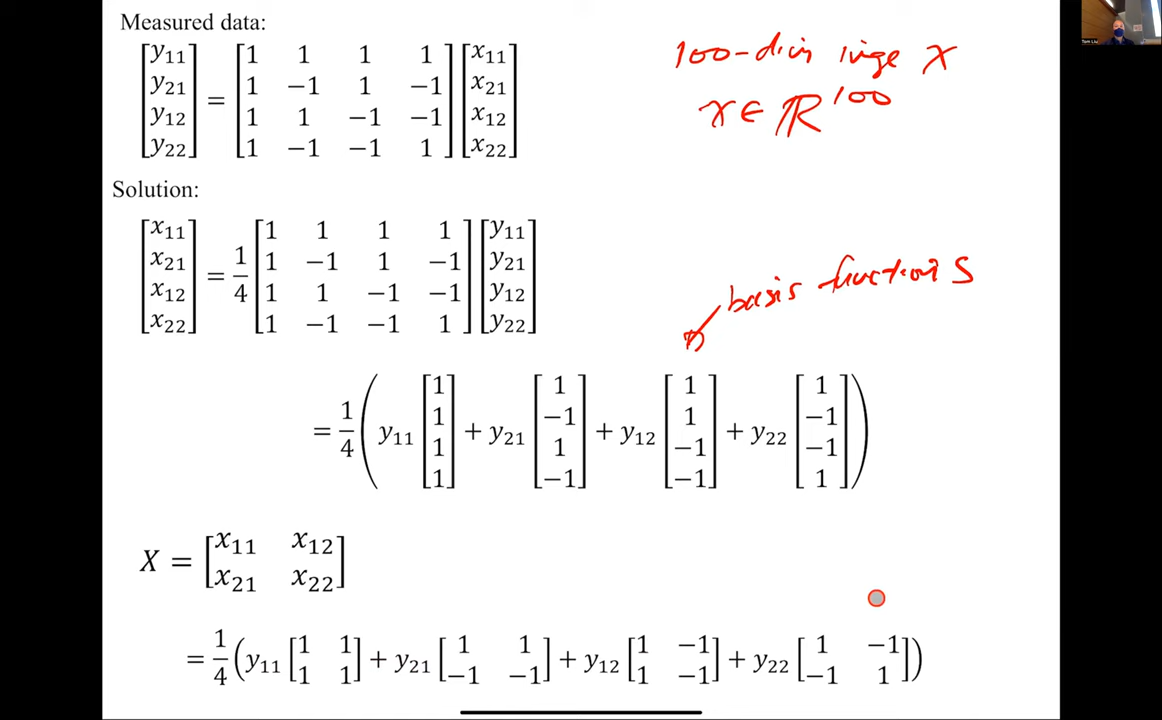 Measured data:
[y₁₁ y₂₁ y₁₂ y₂₂]ᵀ = [1 1 1 1; 1 −1 1 −1; 1 1 −1 −1; 1 −1 −1 1] [x₁₁ x₂₁ x₁₂ x₂₂]ᵀ
100-dim image X
x ∈ ℝ¹⁰⁰
Solution:
[x₁₁ x₂₁ x₁₂ x₂₂]ᵀ = 1/4 [1 1 1 1; 1 −1 1 −1; 1 1 −1 −1; 1 −1 −1 1] [y₁₁ y₂₁ y₁₂ y₂₂]ᵀ
basis functions
= 1/4 (y₁₁ [1 1 1 1]ᵀ + y₂₁ [1 −1 1 −1]ᵀ + y₁₂ [1 1 −1 −1]ᵀ + y₂₂ [1 −1 −1 1]ᵀ)
X = [x₁₁ x₁₂; x₂₁ x₂₂]
= 1/4 (y₁₁ [1 1; 1 1] + y₂₁ [1 1; −1 −1] + y₁₂ [1 −1; 1 −1] + y₂₂ [1 −1; −1 1])
Tom Liu